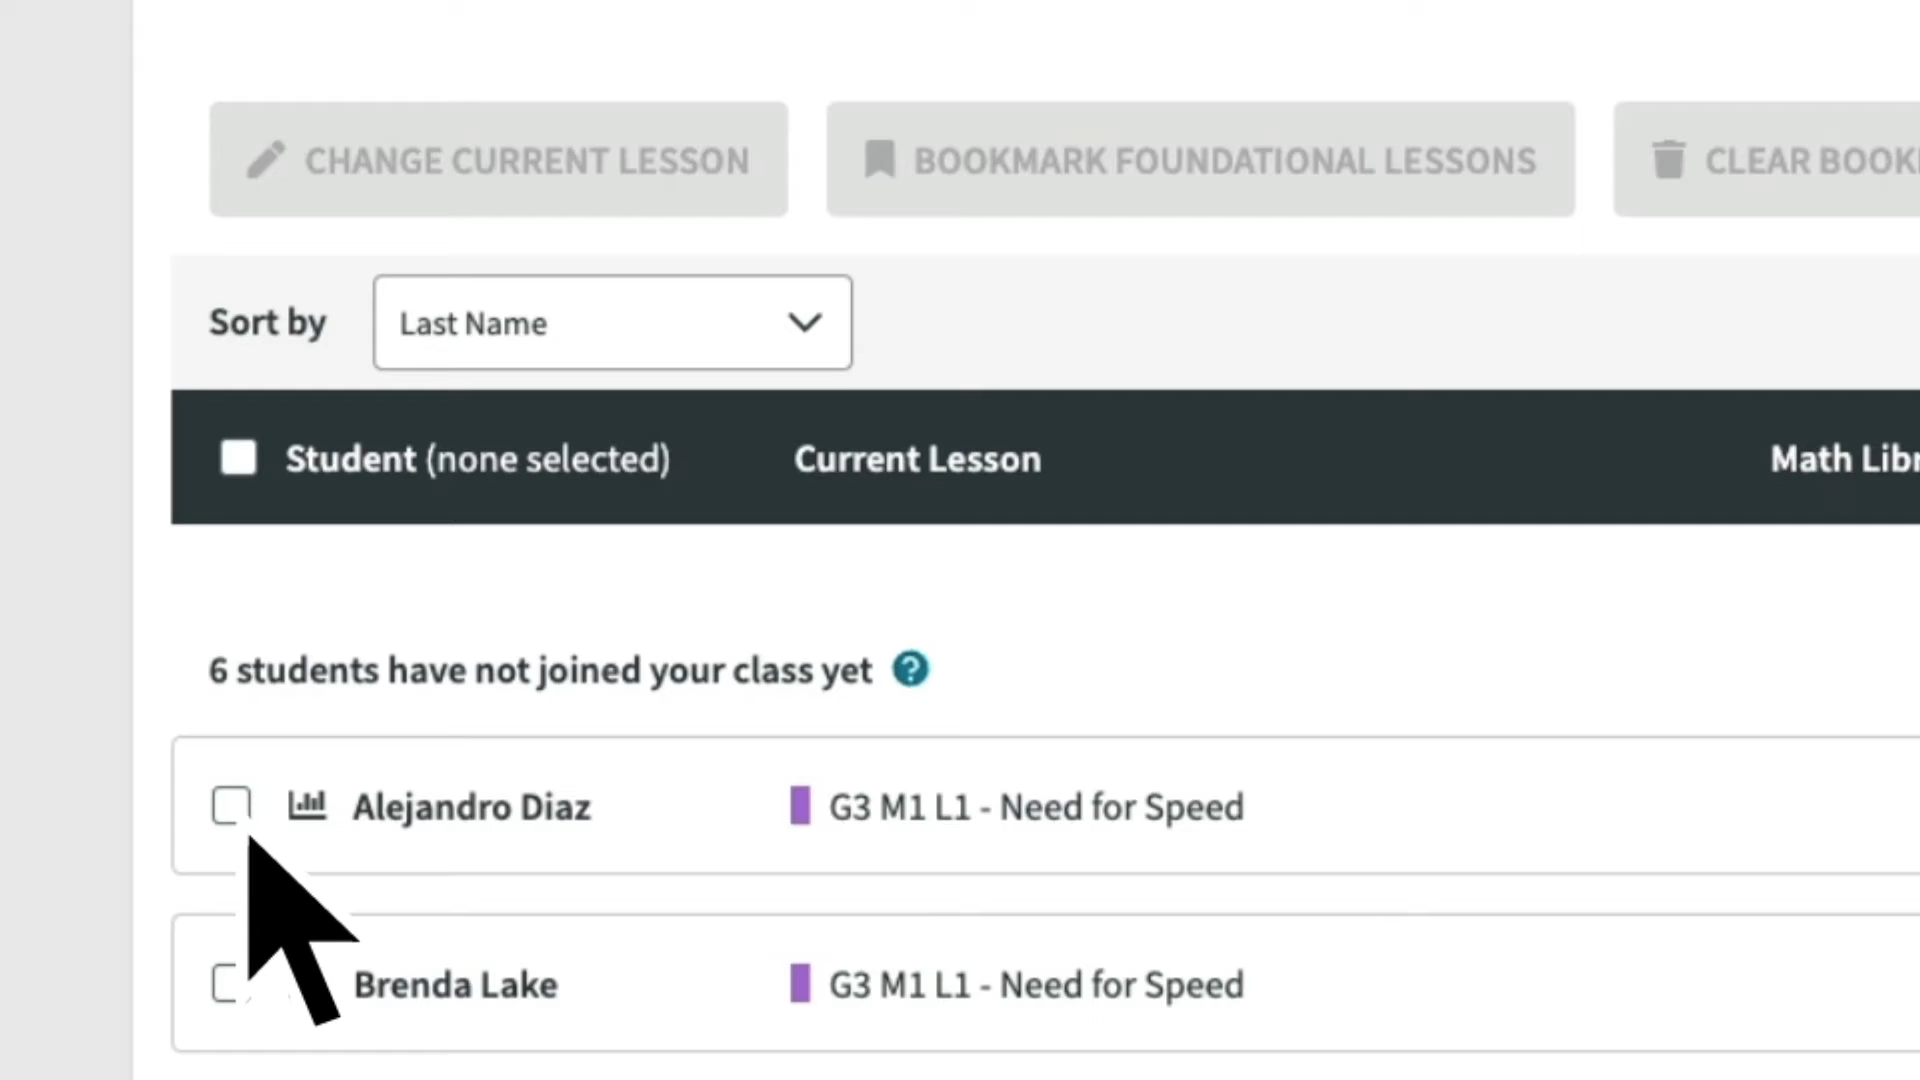 CHANGE CURRENT LESSON
BOOKMARK FOUNDATIONAL LESSONS
CLEAR
Sort by
Last Name
Student (none selected)
Current Lesson
Math
6 students have not joined your class yet
Alejandro Diaz
G3 M1 L1 - Need for Speed
Brenda Lake
G3 M1 L1 - Need for Speed